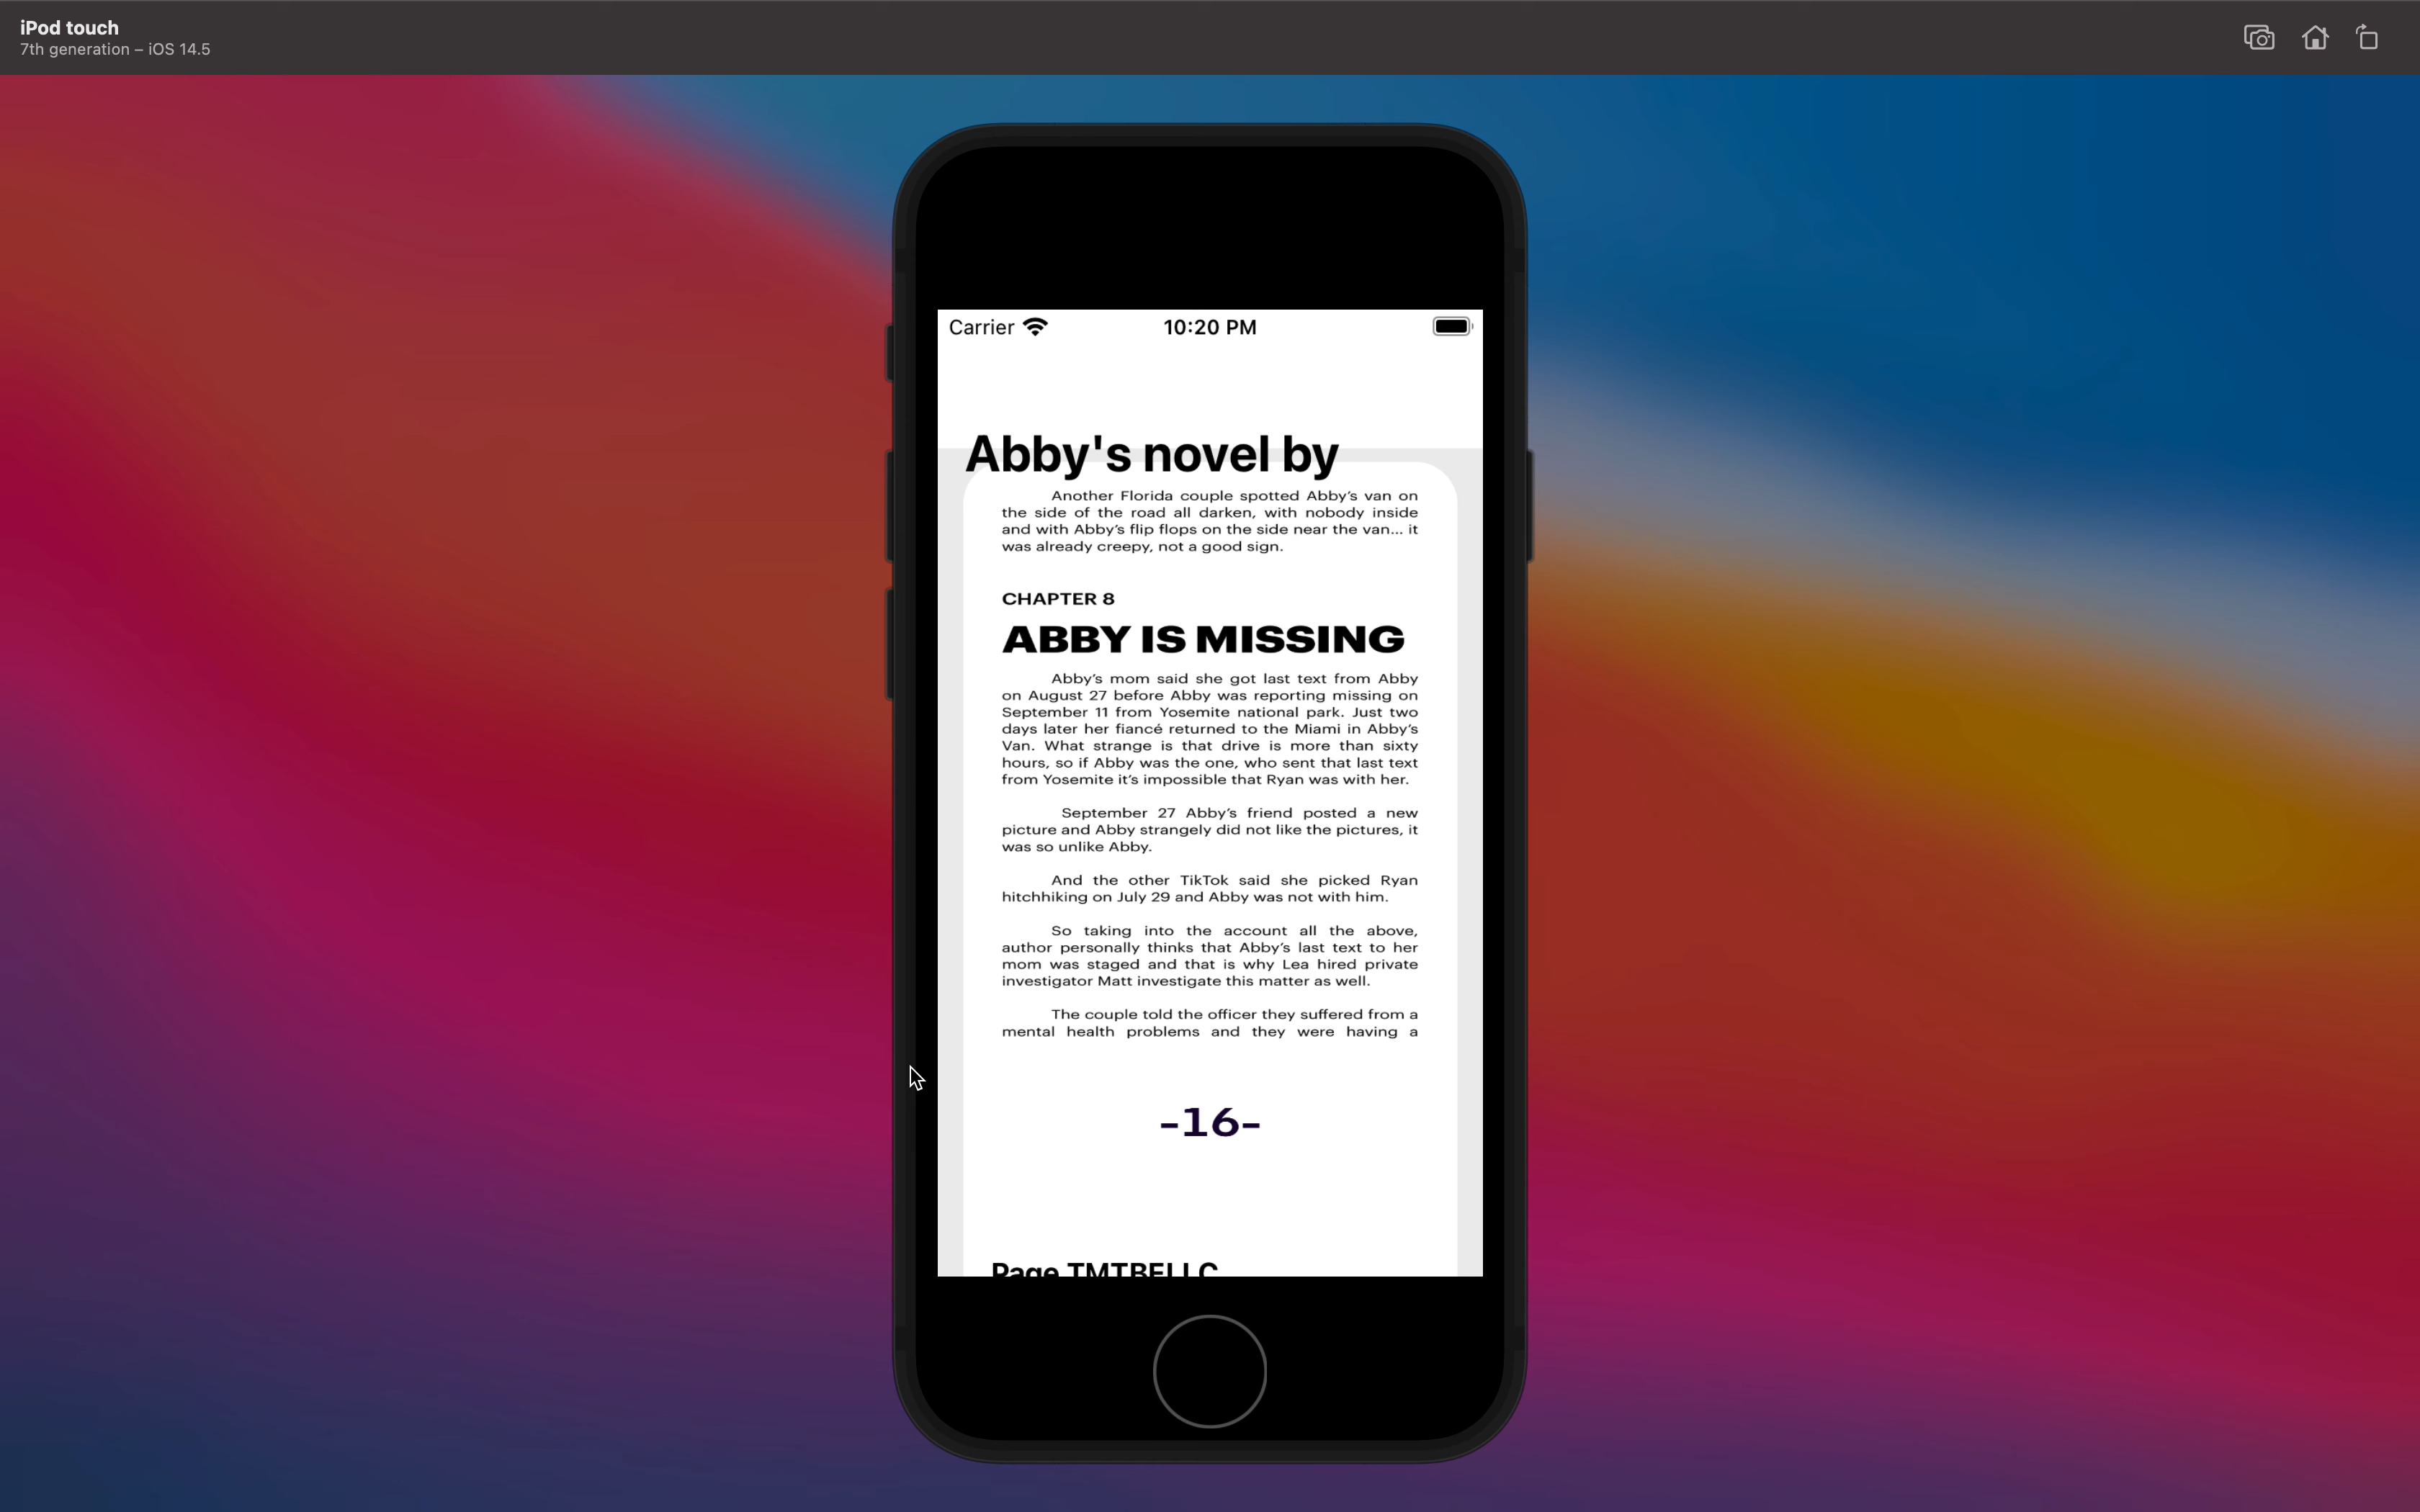 iPod touch
7th generation – iOS 14.5
Carrier 10:20 PM
Abby's novel by
Another Florida couple spotted Abby’s van on
the side of the road all darken, with nobody inside
and with Abby’s flip flops on the side near the van... it
was already creepy, not a good sign.
CHAPTER 8
ABBY IS MISSING
Abby’s mom said she got last text from Abby
on August 27 before Abby was reporting missing on
September 11 from Yosemite national park. Just two
days later her fiancé returned to the Miami in Abby’s
Van. What strange is that drive is more than sixty
hours, so if Abby was the one, who sent that last text
from Yosemite it’s impossible that Ryan was with her.
September 27 Abby’s friend posted a new
picture and Abby strangely did not like the pictures, it
was so unlike Abby.
And the other TikTok said she picked Ryan
hitchhiking on July 29 and Abby was not with him.
So taking into the account all the above,
author personally thinks that Abby’s last text to her
mom was staged and that is why Lea hired private
investigator Matt investigate this matter as well.
The couple told the officer they suffered from a
mental health problems and they were having a
-16-
Page TMTBELLC